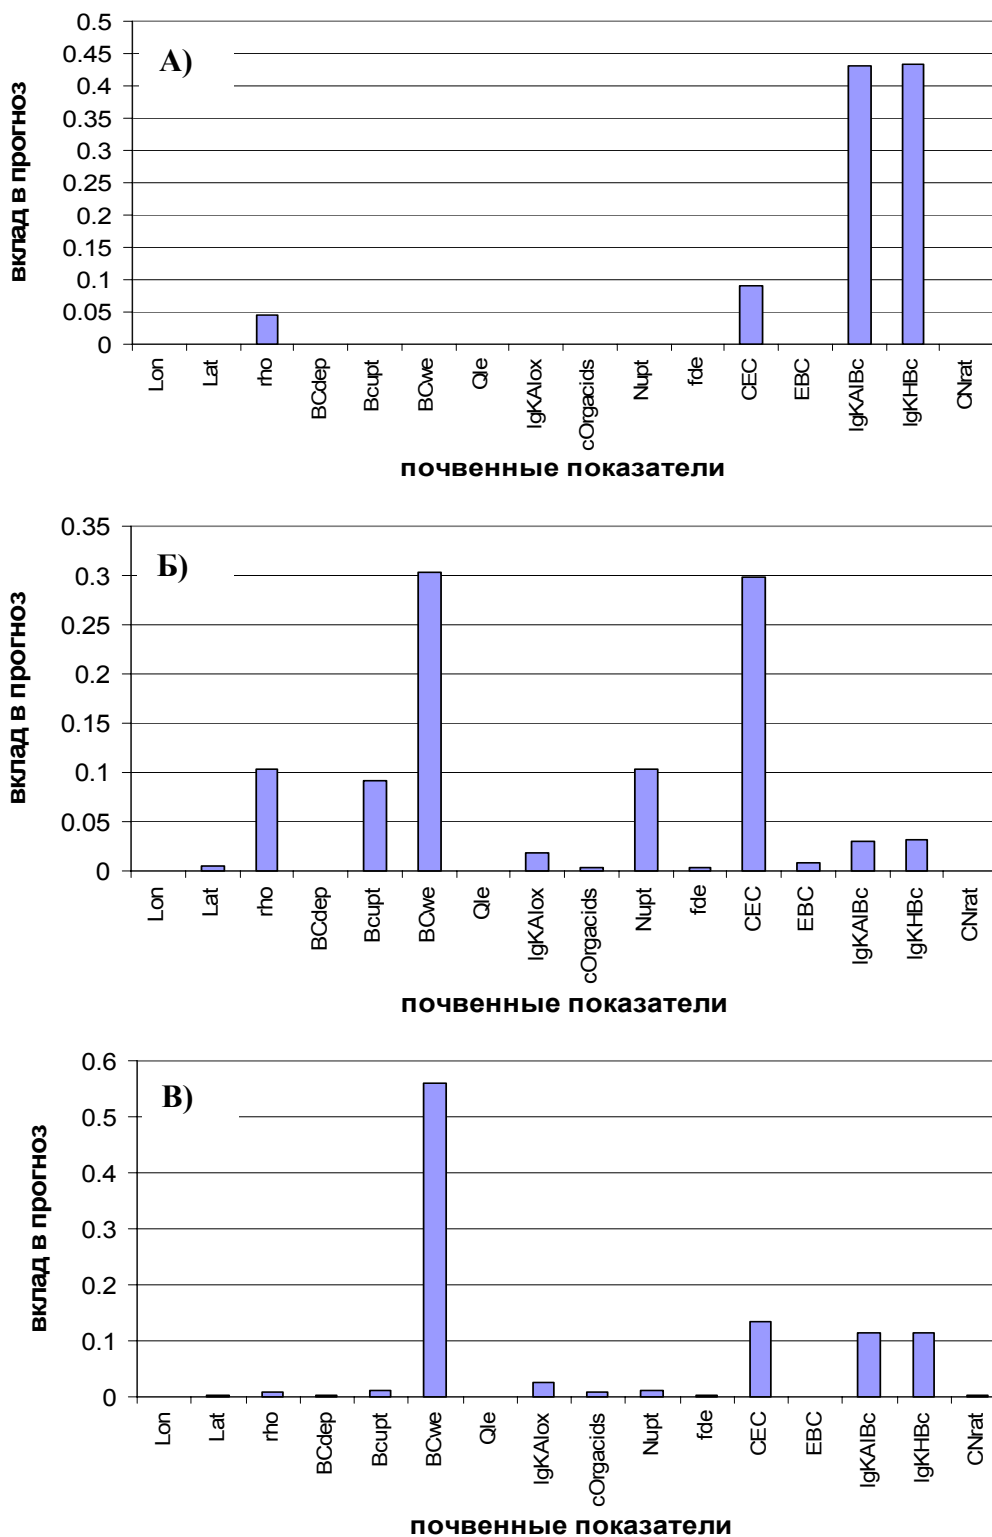 А)
вклад в прогноз
0.5
0.45
0.4
0.35
0.3
0.25
0.2
0.15
0.1
0.05
0
Lon Lat rho BCdep Bcupt BCwe Qle lgKAlox cOrgacids Nupt fde CEC EBC lgKAlBc lgKHBc CNrat
почвенные показатели
Б)
вклад в прогноз
0.35
0.3
0.25
0.2
0.15
0.1
0.05
0
Lon Lat rho BCdep Bcupt BCwe Qle lgKAlox cOrgacids Nupt fde CEC EBC lgKAlBc lgKHBc CNrat
почвенные показатели
В)
вклад в прогноз
0.6
0.5
0.4
0.3
0.2
0.1
0
Lon Lat rho BCdep Bcupt BCwe Qle lgKAlox cOrgacids Nupt fde CEC EBC lgKAlBc lgKHBc CNrat
почвенные показатели